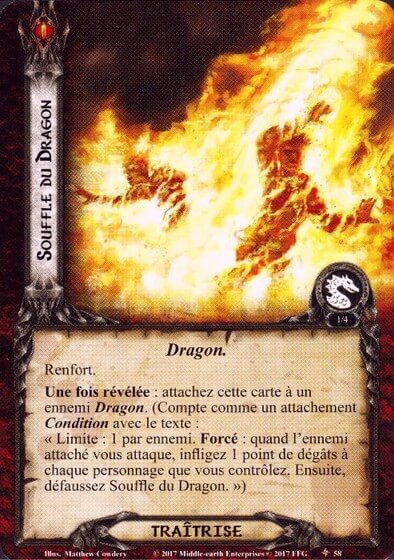 SOUFFLE DU DRAGON
1/4
Dragon.
Renfort.
Une fois révélée : attachez cette carte à un
ennemi Dragon. (Compte comme un attachement
Condition avec le texte :
« Limite : 1 par ennemi. Forcé : quand l'ennemi
attaché vous attaque, infligez 1 point de dégâts à
chaque personnage que vous contrôlez. Ensuite,
défaussez Souffle du Dragon. »)
TRAÎTRISE
Illus. Matthew Cowdery © 2017 Middle-earth Enterprises © 2017 FFG 58